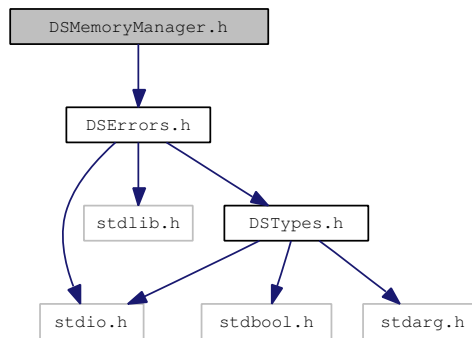 DSMemoryManager.h
DSErrors.h
stdlib.h
DSTypes.h
stdio.h
stdbool.h
stdarg.h